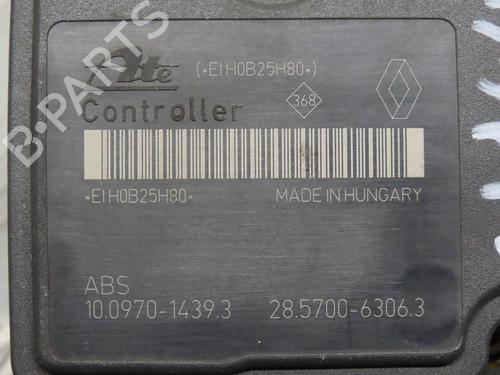 Ate (*E1H0B25H80*)
Controller 368
*E1H0B25H80* MADE IN HUNGARY
ABS
10.0970-1439.3 28.5700-6306.3
B-PARTS